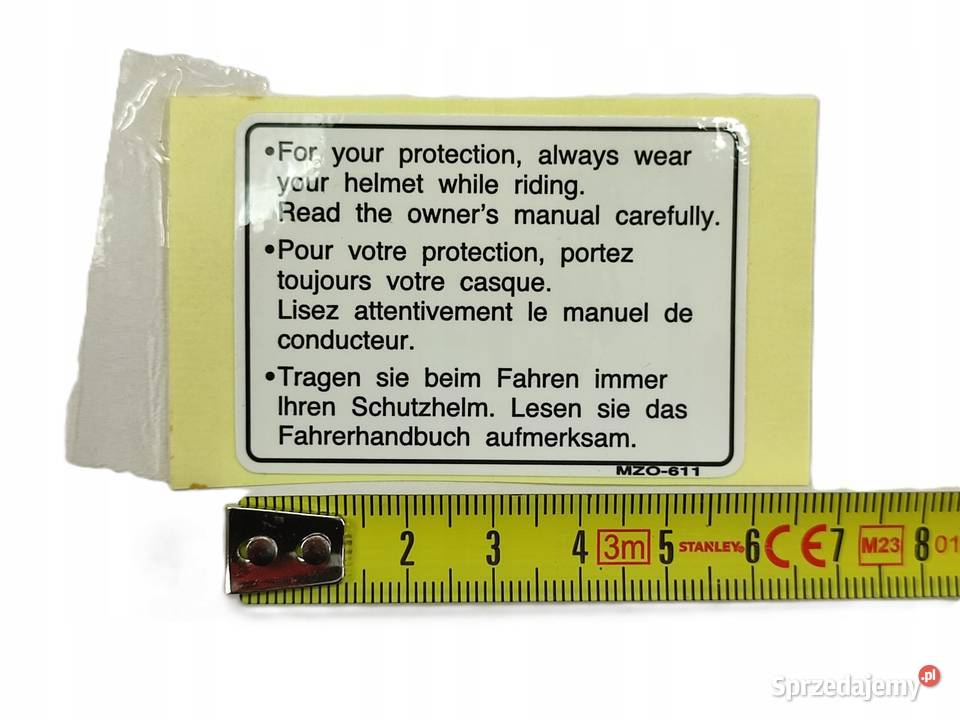 •For your protection, always wear
your helmet while riding.
Read the owner's manual carefully.
•Pour votre protection, portez
toujours votre casque.
Lisez attentivement le manuel de
conducteur.
•Tragen sie beim Fahren immer
Ihren Schutzhelm. Lesen sie das
Fahrerhandbuch aufmerksam.
MZO-611
2 3 4 3m 5 STANLEY® 6 CE 7 M23 8 01
Sprzedajemy.pl